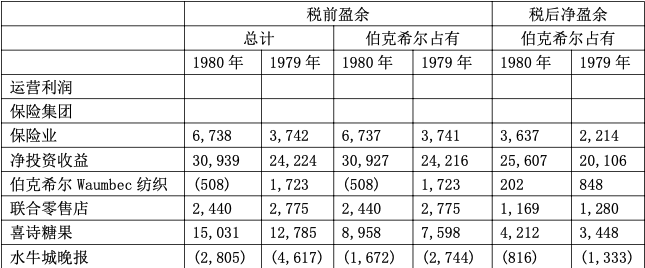 税前盈余 税后净盈余
总计 伯克希尔占有 伯克希尔占有
1980 年 1979 年 1980 年 1979 年 1980 年 1979 年
运营利润
保险集团
保险业 6,738 3,742 6,737 3,741 3,637 2,214
净投资收益 30,939 24,224 30,927 24,216 25,607 20,106
伯克希尔 Waumbec 纺织 (508) 1,723 (508) 1,723 202 848
联合零售店 2,440 2,775 2,440 2,775 1,169 1,280
喜诗糖果 15,031 12,785 8,958 7,598 4,212 3,448
水牛城晚报 (2,805) (4,617) (1,672) (2,744) (816) (1,333)